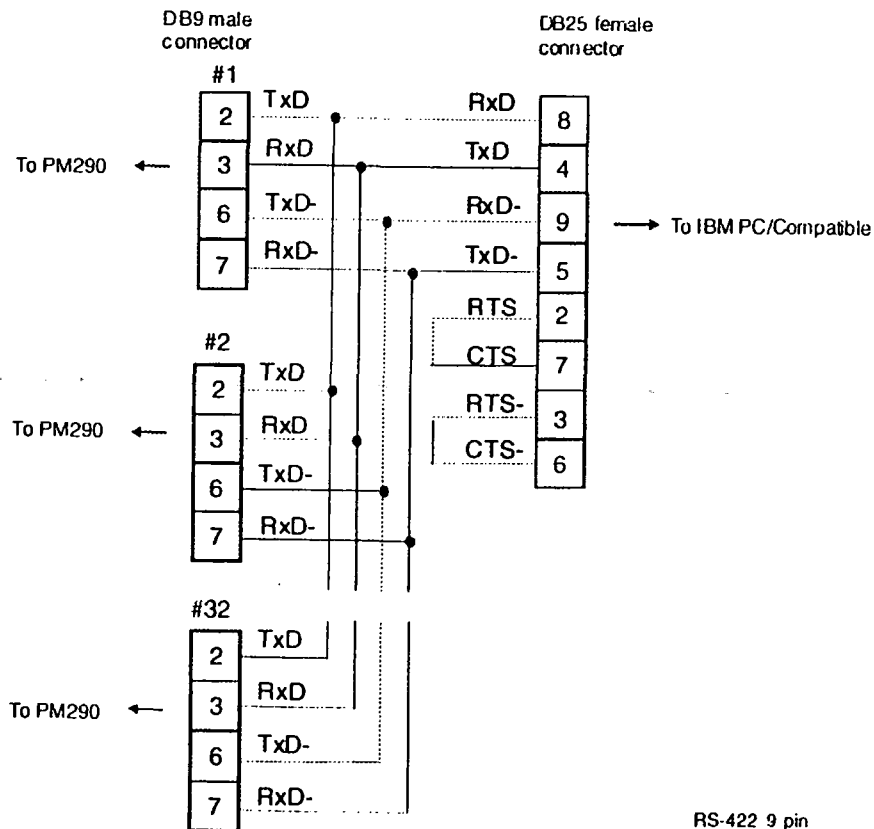 DB9 male
connector
DB25 female
connector
#1
2 TxD
3 RxD
6 TxD-
7 RxD-
To PM290
RxD 8
TxD 4
RxD- 9
TxD- 5
RTS 2
CTS 7
RTS- 3
CTS- 6
To IBM PC/Compatible
#2
2 TxD
3 RxD
6 TxD-
7 RxD-
To PM290
#32
2 TxD
3 RxD
6 TxD-
7 RxD-
To PM290
RS-422 9 pin